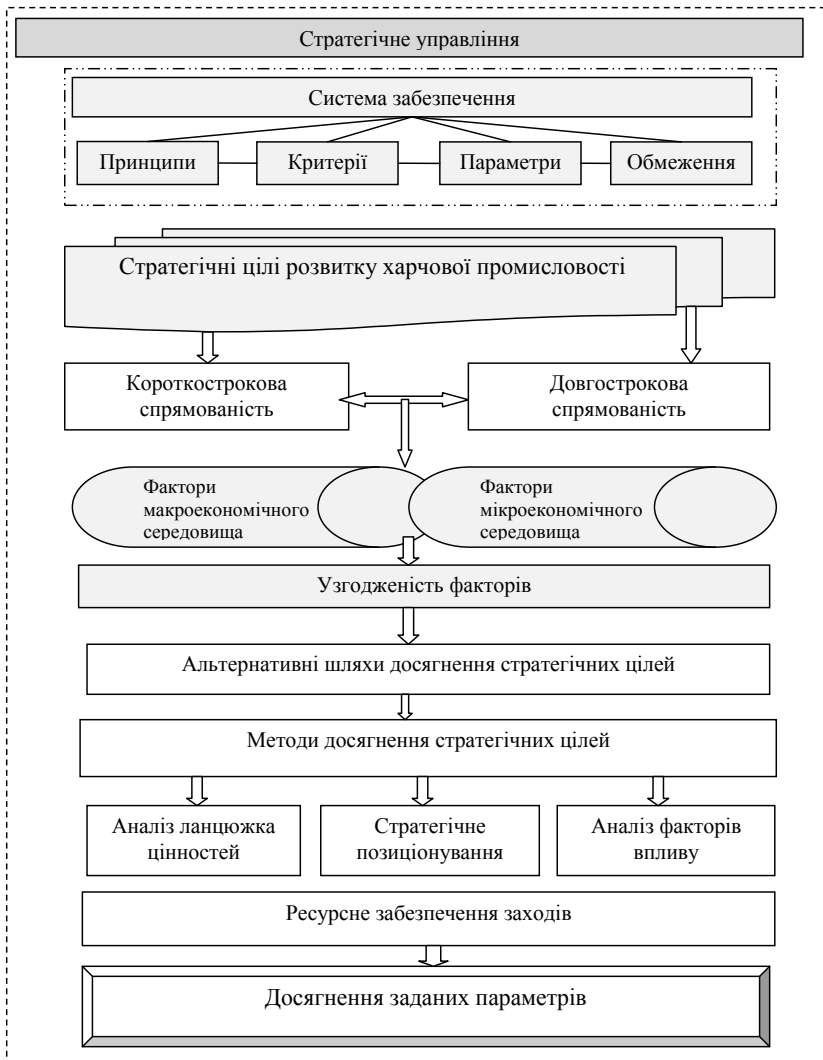 Стратегічне управління
Система забезпечення
Принципи
Критерії
Параметри
Обмеження
Стратегічні цілі розвитку харчової промисловості
Короткострокова
спрямованість
Довгострокова
спрямованість
Фактори
макроекономічного
середовища
Фактори
мікроекономічного
середовища
Узгодженість факторів
Альтернативні шляхи досягнення стратегічних цілей
Методи досягнення стратегічних цілей
Аналіз ланцюжка
цінностей
Стратегічне
позиціонування
Аналіз факторів
впливу
Ресурсне забезпечення заходів
Досягнення заданих параметрів